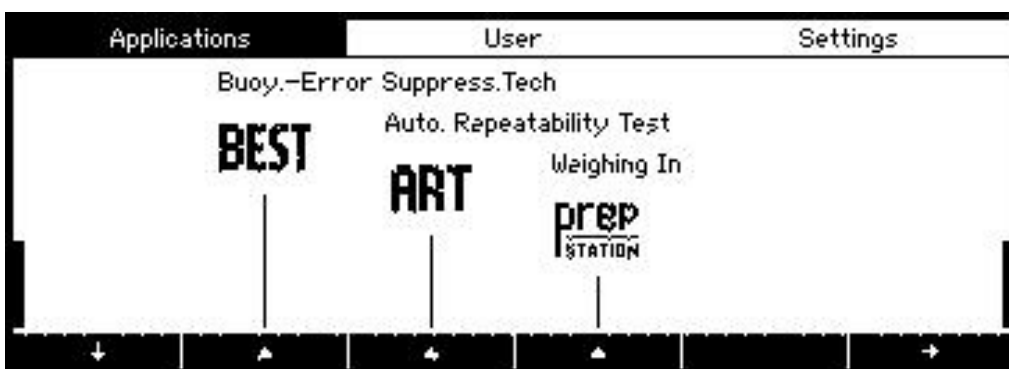 Applications User Settings
Buoy.-Error Suppress.Tech
Auto. Repeatability Test
BEST
Weighing In
ART
prep
STATION